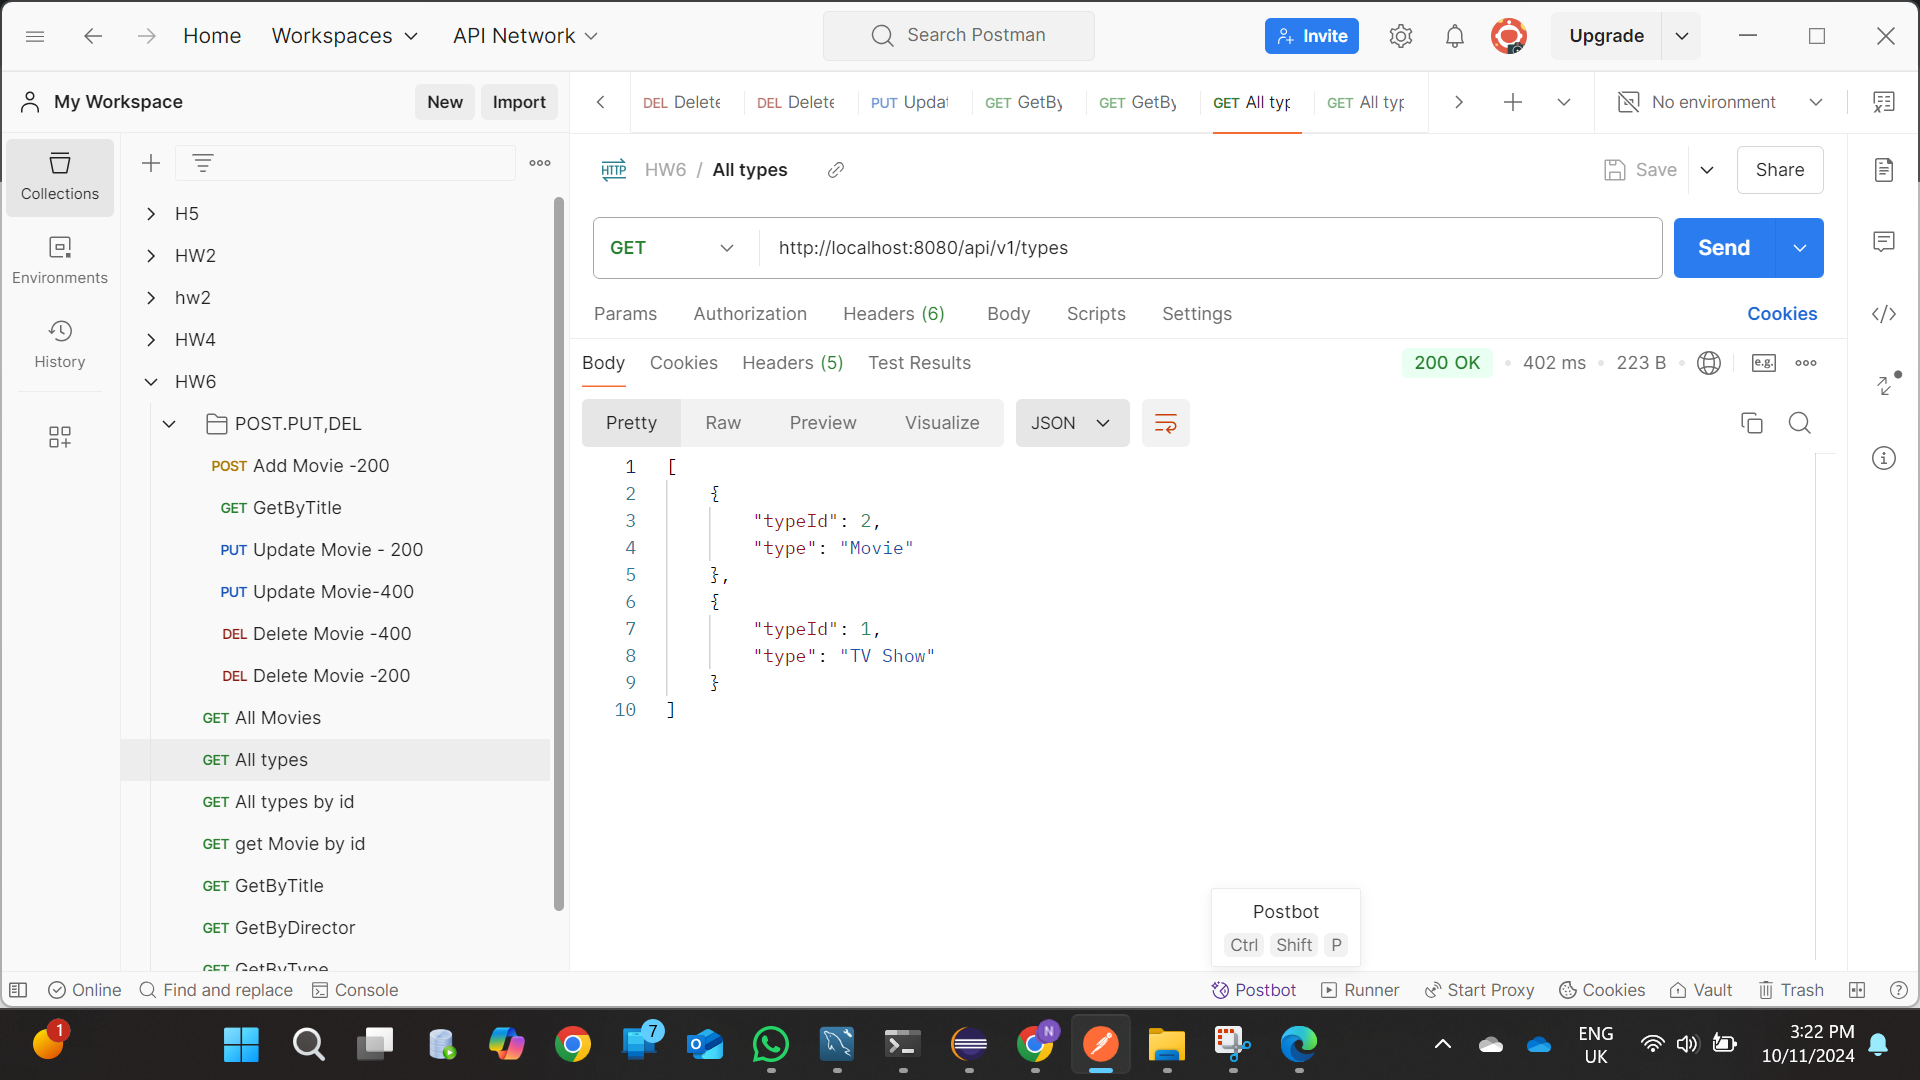 Home
Workspaces
API Network
Search Postman
Invite
Upgrade
My Workspace
New
Import
DEL Delete
DEL Delete
PUT Updat
GET GetBy
GET GetBy
GET All typ
GET All typ
No environment
Collections
Environments
History
H5
HW2
hw2
HW4
HW6
POST.PUT,DEL
POST Add Movie -200
GET GetByTitle
PUT Update Movie - 200
PUT Update Movie-400
DEL Delete Movie -400
DEL Delete Movie -200
GET All Movies
GET All types
GET All types by id
GET get Movie by id
GET GetByTitle
GET GetByDirector
GET GetByType
HTTP HW6 / All types
Save
Share
GET http://localhost:8080/api/v1/types
Send
Params Authorization Headers (6) Body Scripts Settings
Cookies
Body Cookies Headers (5) Test Results
200 OK • 402 ms • 223 B
e.g.
Pretty Raw Preview Visualize JSON
1 [
2 {
3 "typeId": 2,
4 "type": "Movie"
5 },
6 {
7 "typeId": 1,
8 "type": "TV Show"
9 }
10 ]
Postbot
Ctrl Shift P
Online
Find and replace
Console
Postbot
Runner
Start Proxy
Cookies
Vault
Trash
1
7
N
ENG
UK
3:22 PM
10/11/2024